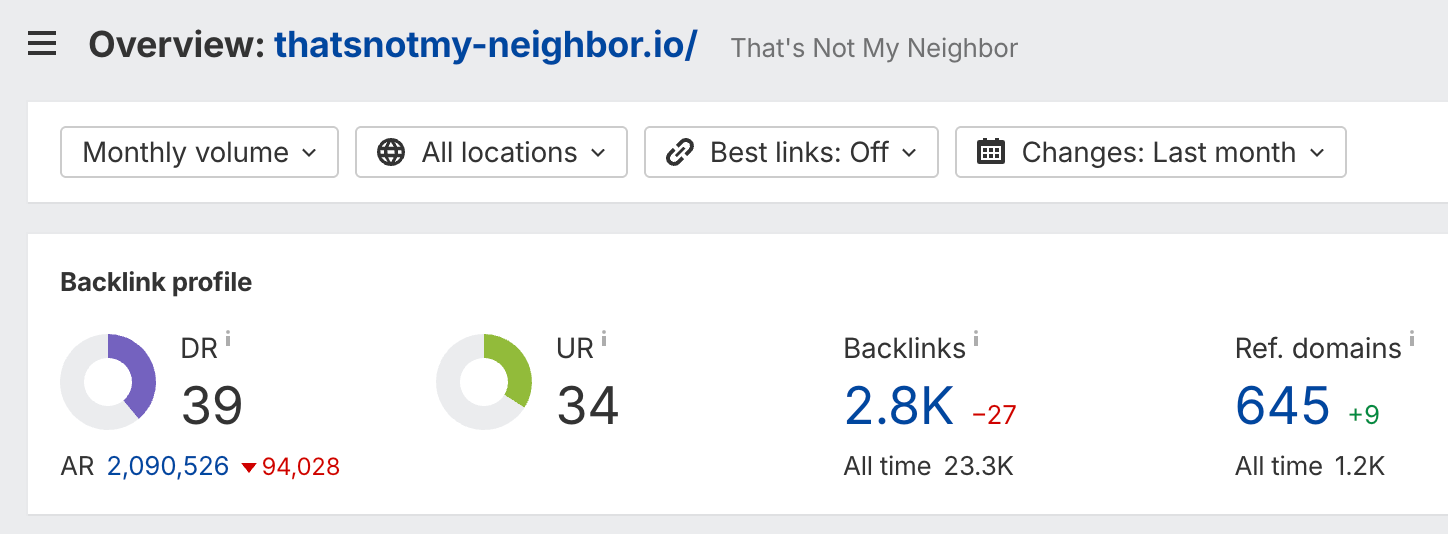 Overview: thatsnotmy-neighbor.io/ That's Not My Neighbor
Monthly volume All locations Best links: Off Changes: Last month
Backlink profile
DR i UR i Backlinks i Ref. domains i
39 34 2.8K −27 645 +9
AR 2,090,526 ▼94,028 All time 23.3K All time 1.2K